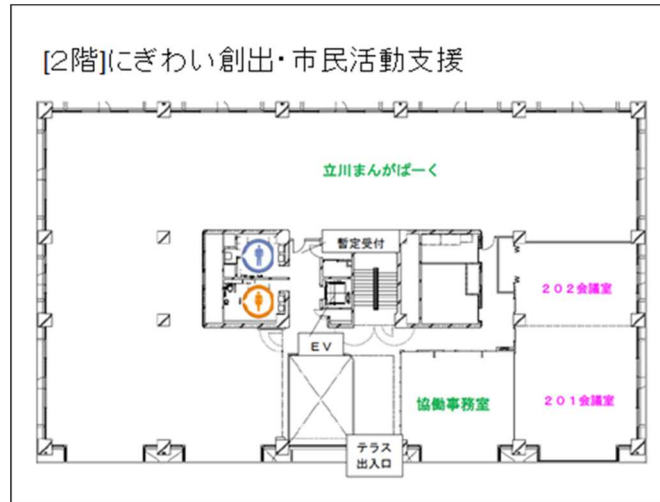 [2階]にぎわい創出・市民活動支援
立川まんがぱーく
暫定受付
202会議室
EV
協働事務室
201会議室
テラス
出入口